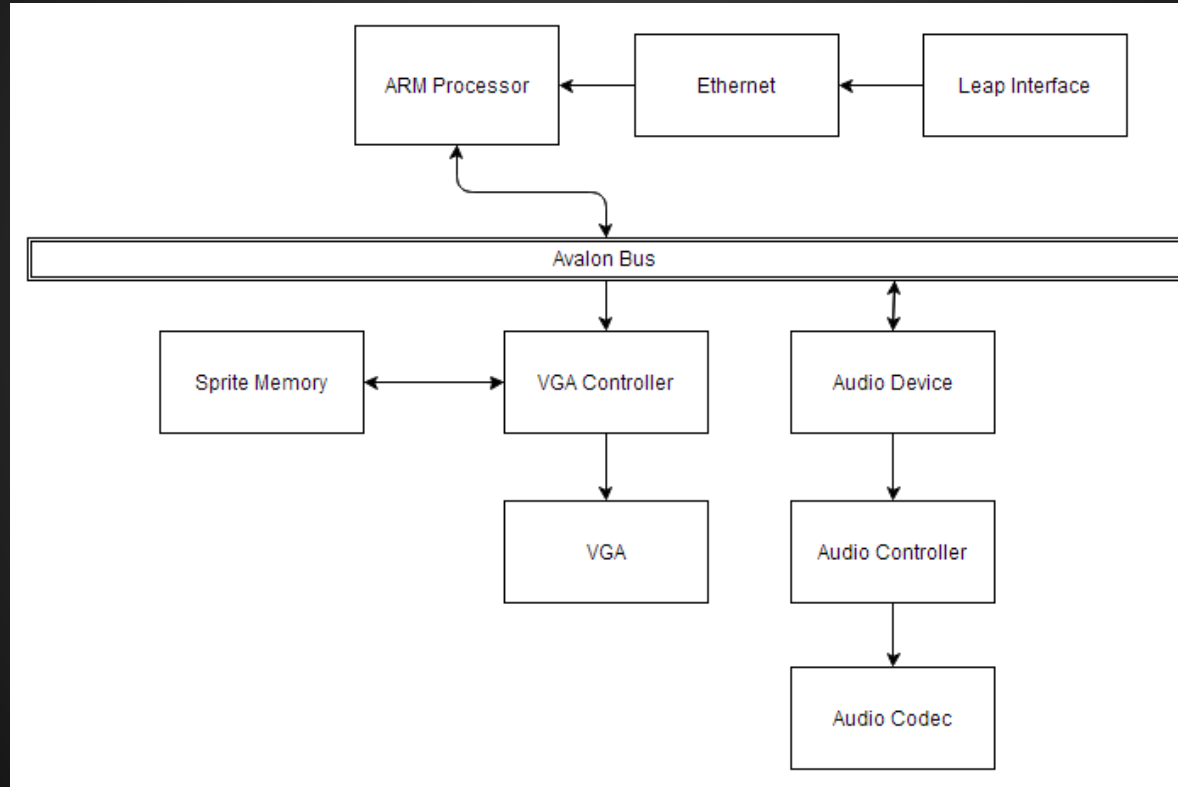 ARM Processor
Ethernet
Leap Interface
Avalon Bus
Sprite Memory
VGA Controller
Audio Device
VGA
Audio Controller
Audio Codec